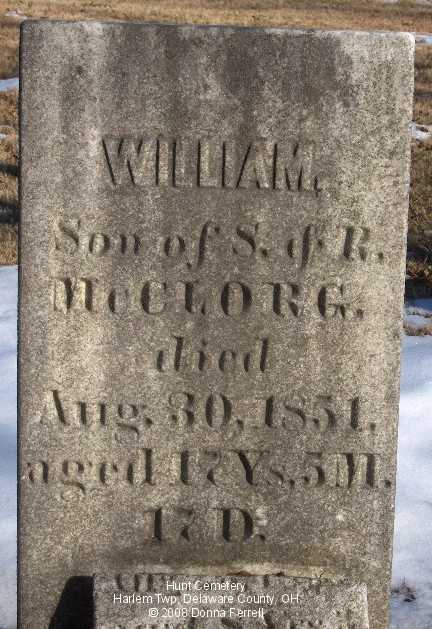 WILLIAM.
Son of S. & R.
McCLORG.
died
Aug. 30, 1851.
aged 17 Ys. 5 M.
17 D.
Hunt Cemetery
Harlem Twp, Delaware County, OH
© 2008 Donna Ferrell